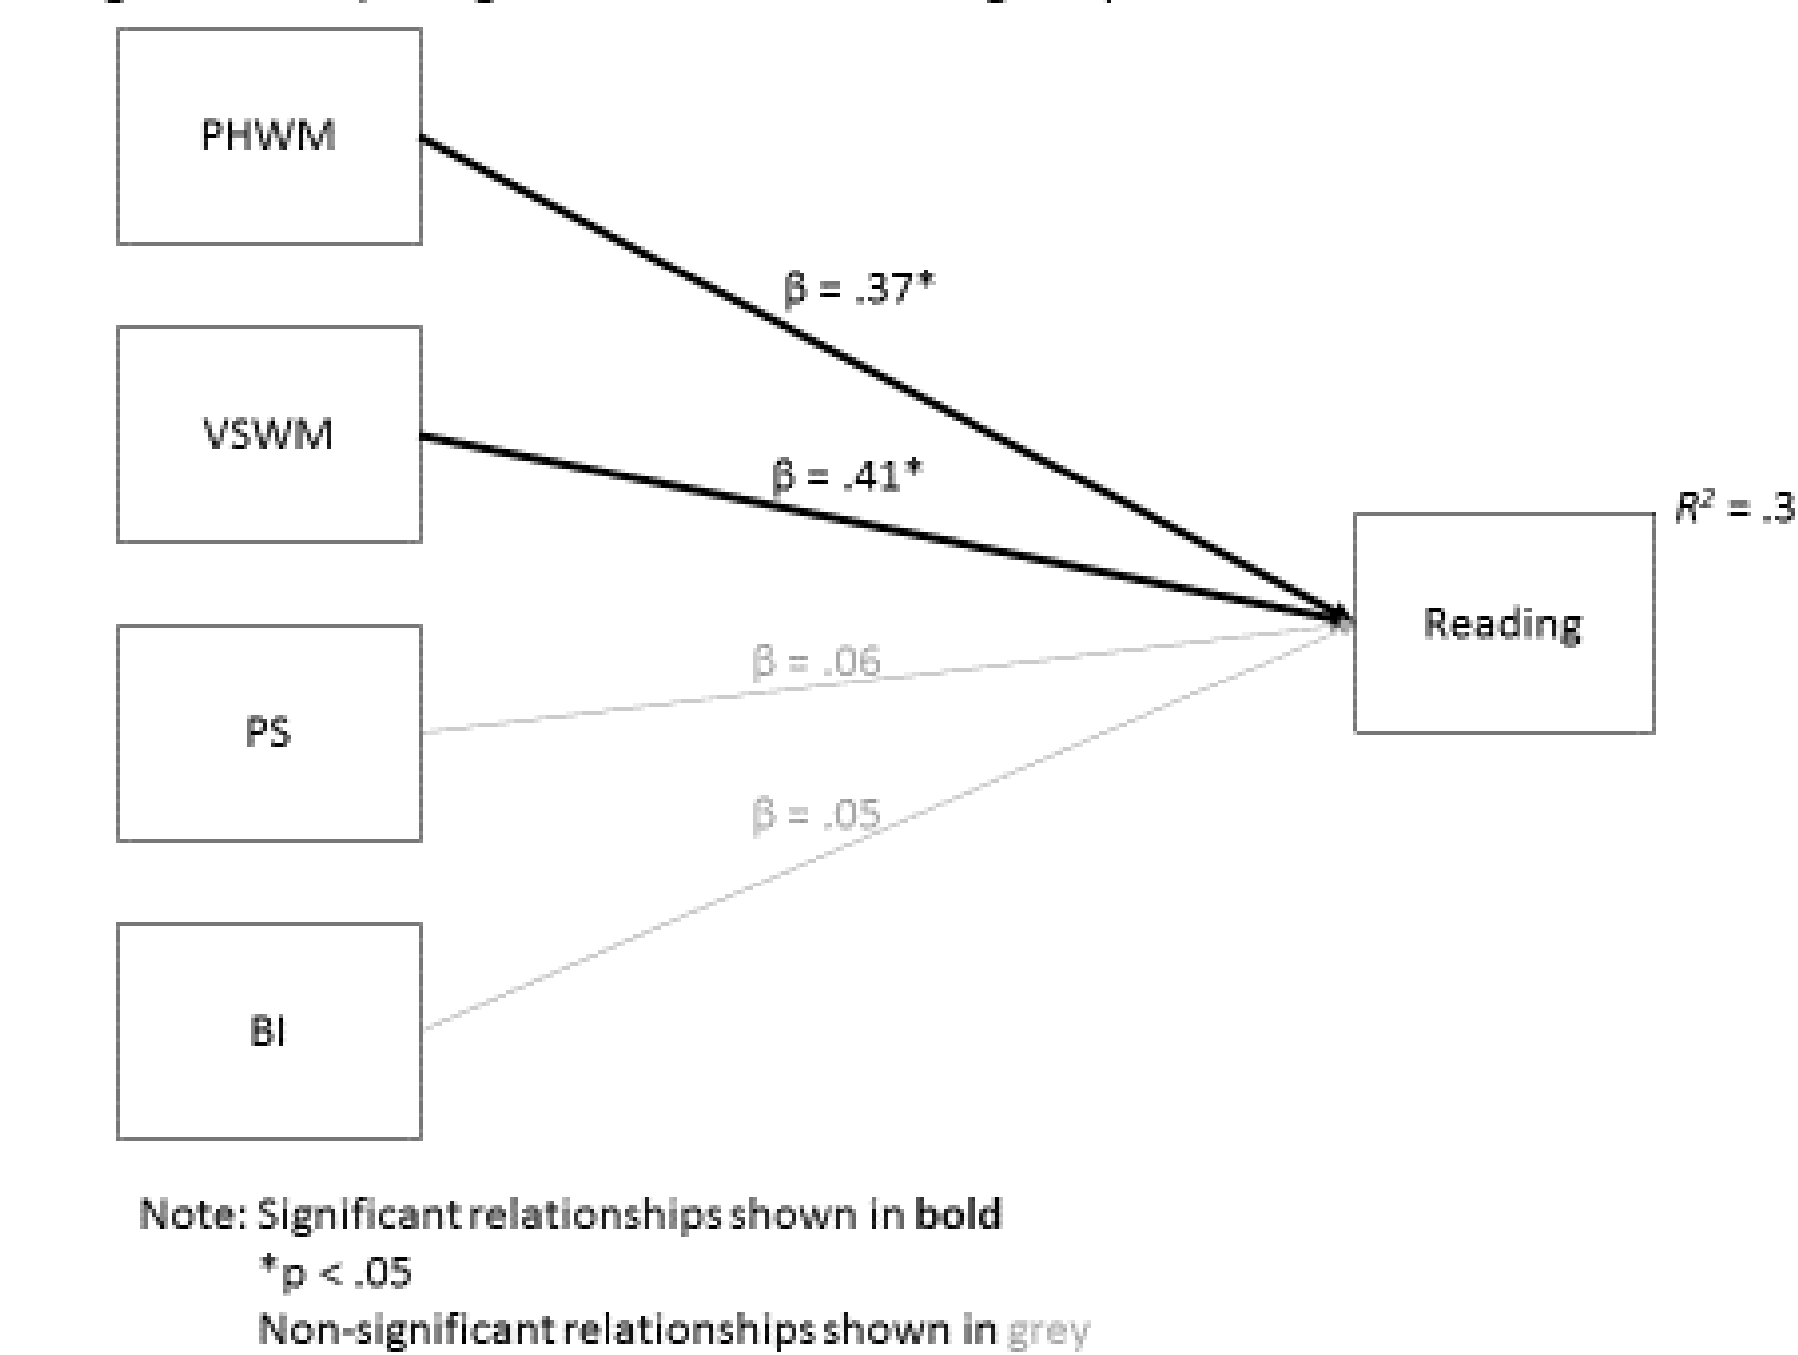 PHWM
β = .37*
VSWM
β = .41*
R² = .3
Reading
β = .06
PS
β = .05
BI
Note: Significant relationships shown in bold
*p < .05
Non-significant relationships shown in grey